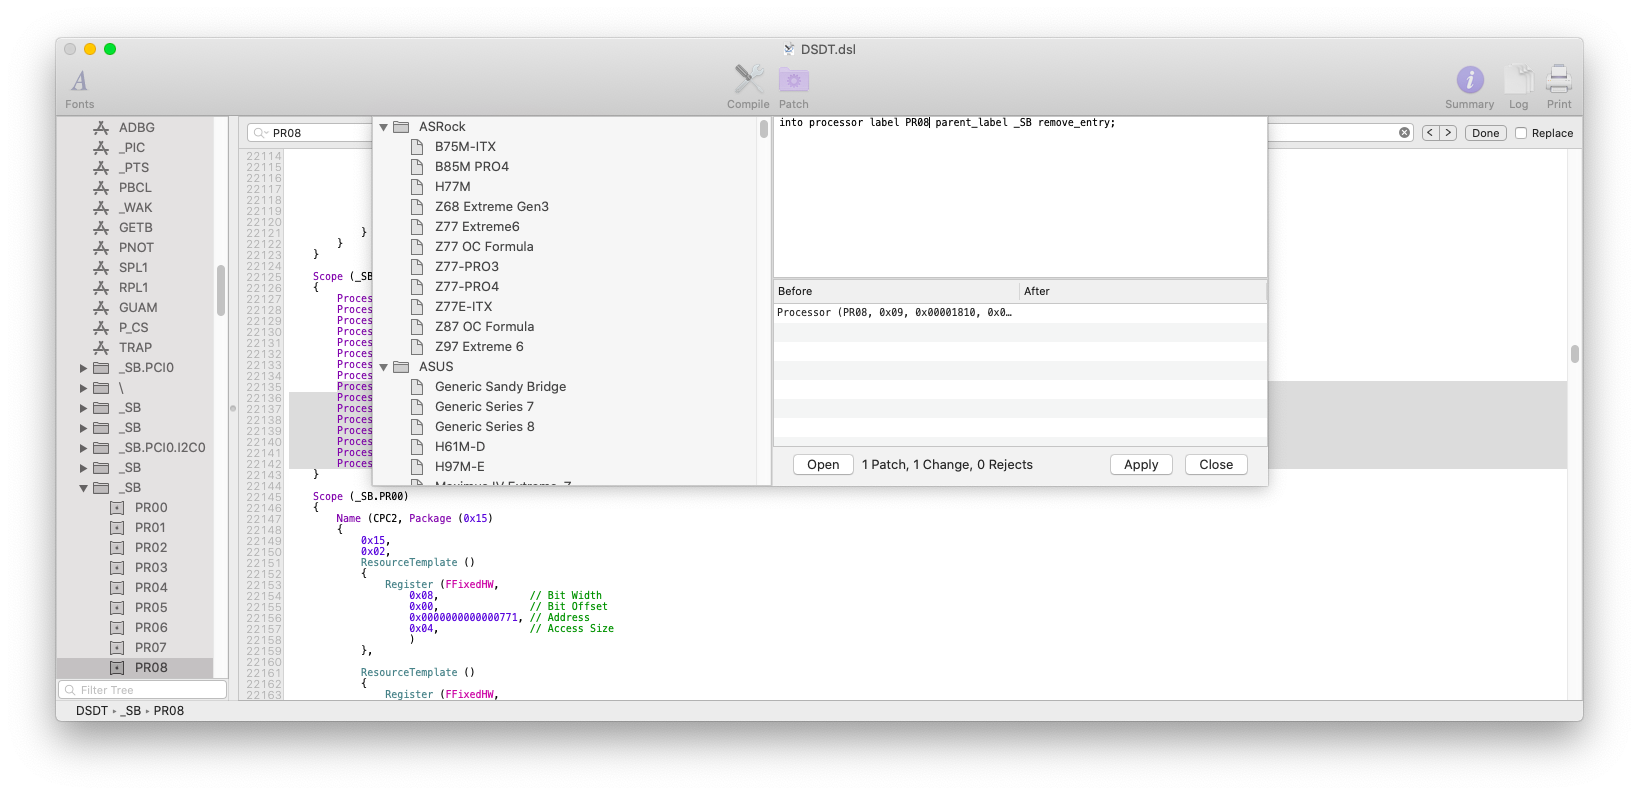 DSDT.dsl
Fonts
Compile
Patch
Summary
Log
Print
ADBG
_PIC
_PTS
PBCL
_WAK
GETB
PNOT
SPL1
RPL1
GUAM
P_CS
TRAP
_SB.PCI0
\
_SB
_SB
_SB.PCI0.I2C0
_SB
_SB
PR00
PR01
PR02
PR03
PR04
PR05
PR06
PR07
PR08
Filter Tree
DSDT _SB PR08
PR08
Done
Replace
22114
22115
22116
22117
22118
22119
22120
22121 }
22122 }
22123 }
22124
22125 Scope (_SB
22126 {
22127 Proces
22128 Proces
22129 Proces
22130 Proces
22131 Proces
22132 Proces
22133 Proces
22134 Proces
22135 Proces
22136 Proces
22137 Proces
22138 Proces
22139 Proces
22140 Proces
22141 Proces
22142 Proces
22143 }
22144
22145 Scope (_SB.PR00)
22146 {
22147 Name (CPC2, Package (0x15)
22148 {
22149 0x15,
22150 0x02,
22151 ResourceTemplate ()
22152 {
22153 Register (FFixedHW,
22154 0x08, // Bit Width
22155 0x00, // Bit Offset
22156 0x0000000000000771, // Address
22157 0x04, // Access Size
22158 )
22159 },
22160
22161 ResourceTemplate ()
22162 {
22163 Register (FFixedHW,
ASRock
B75M-ITX
B85M PRO4
H77M
Z68 Extreme Gen3
Z77 Extreme6
Z77 OC Formula
Z77-PRO3
Z77-PRO4
Z77E-ITX
Z87 OC Formula
Z97 Extreme 6
ASUS
Generic Sandy Bridge
Generic Series 7
Generic Series 8
H61M-D
H97M-E
into processor label PR08 parent_label _SB remove_entry;
Before After
Processor (PR08, 0x09, 0x00001810, 0x0…
Open 1 Patch, 1 Change, 0 Rejects Apply Close